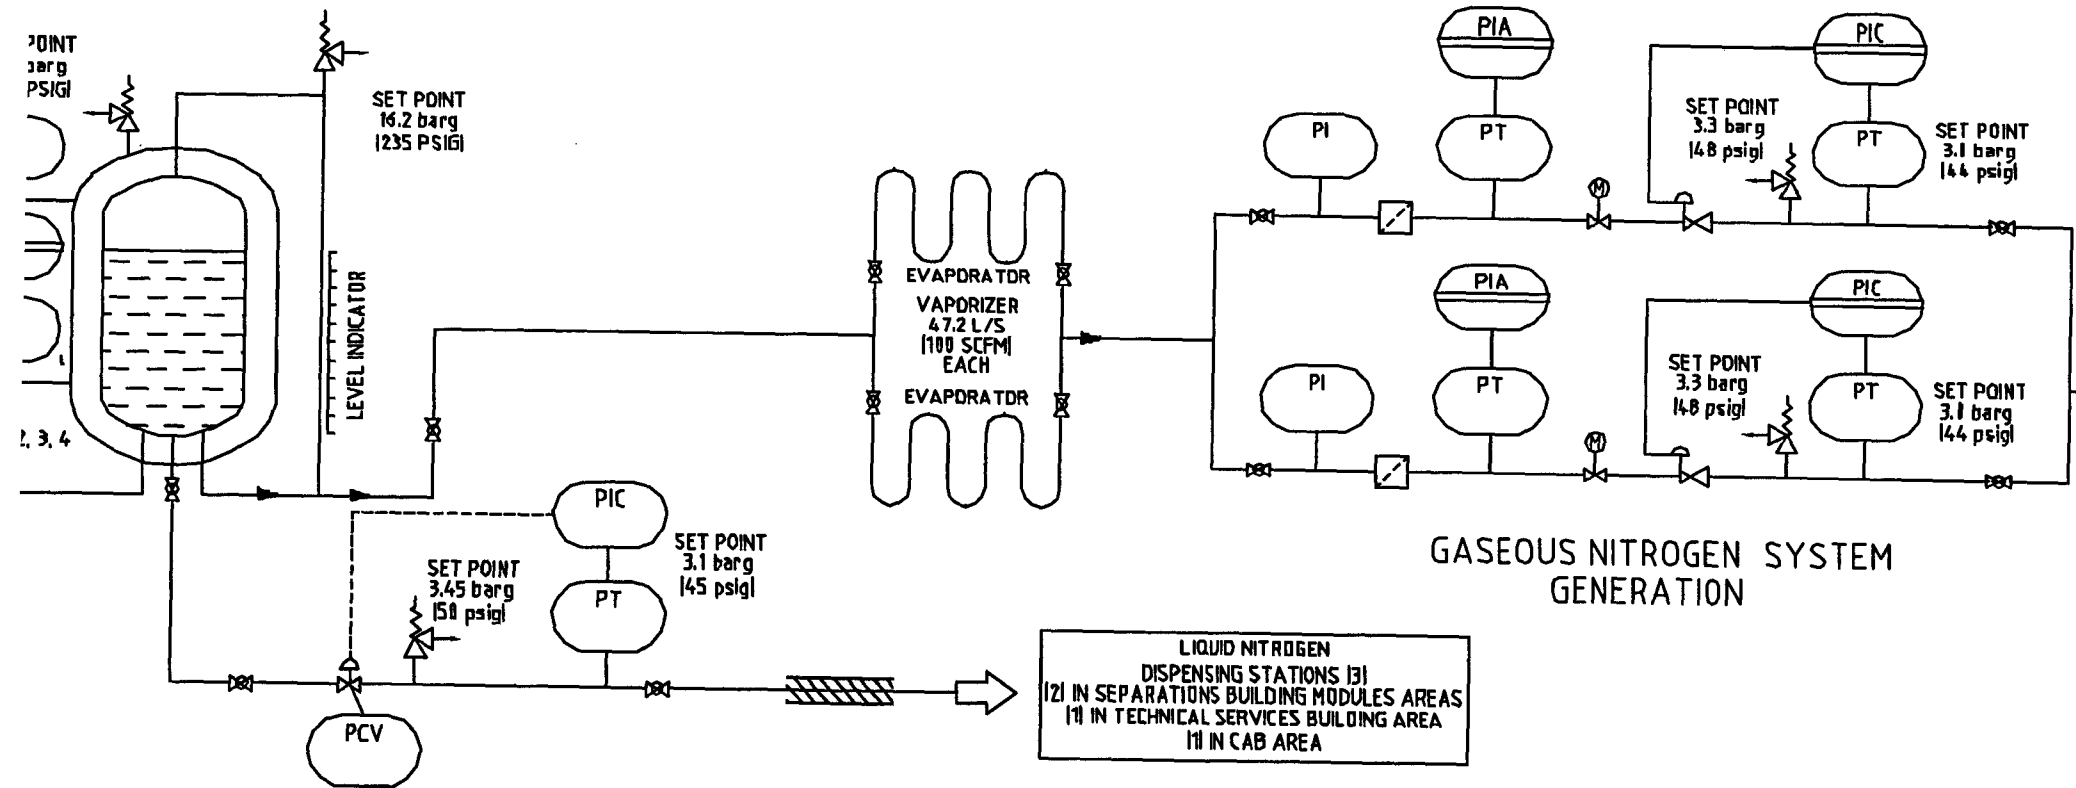 POINT
barg
PSIG|
SET POINT
16.2 barg
|235 PSIG|
2, 3, 4
LEVEL INDICATOR
EVAPORATOR
VAPORIZER
47.2 L/S
|100 SCFM|
EACH
EVAPORATOR
PI
PIA
PT
SET POINT
3.3 barg
|48 psig|
PIC
PT
SET POINT
3.1 barg
|44 psig|
M
PI
PIA
PT
SET POINT
3.3 barg
|48 psig|
PIC
PT
SET POINT
3.1 barg
|44 psig|
M
GASEOUS NITROGEN SYSTEM
GENERATION
PIC
SET POINT
3.1 barg
|45 psig|
SET POINT
3.45 barg
|50 psig|
PT
PCV
LIQUID NITROGEN
DISPENSING STATIONS |3|
|2| IN SEPARATIONS BUILDING MODULES AREAS
|1| IN TECHNICAL SERVICES BUILDING AREA
|1| IN CAB AREA